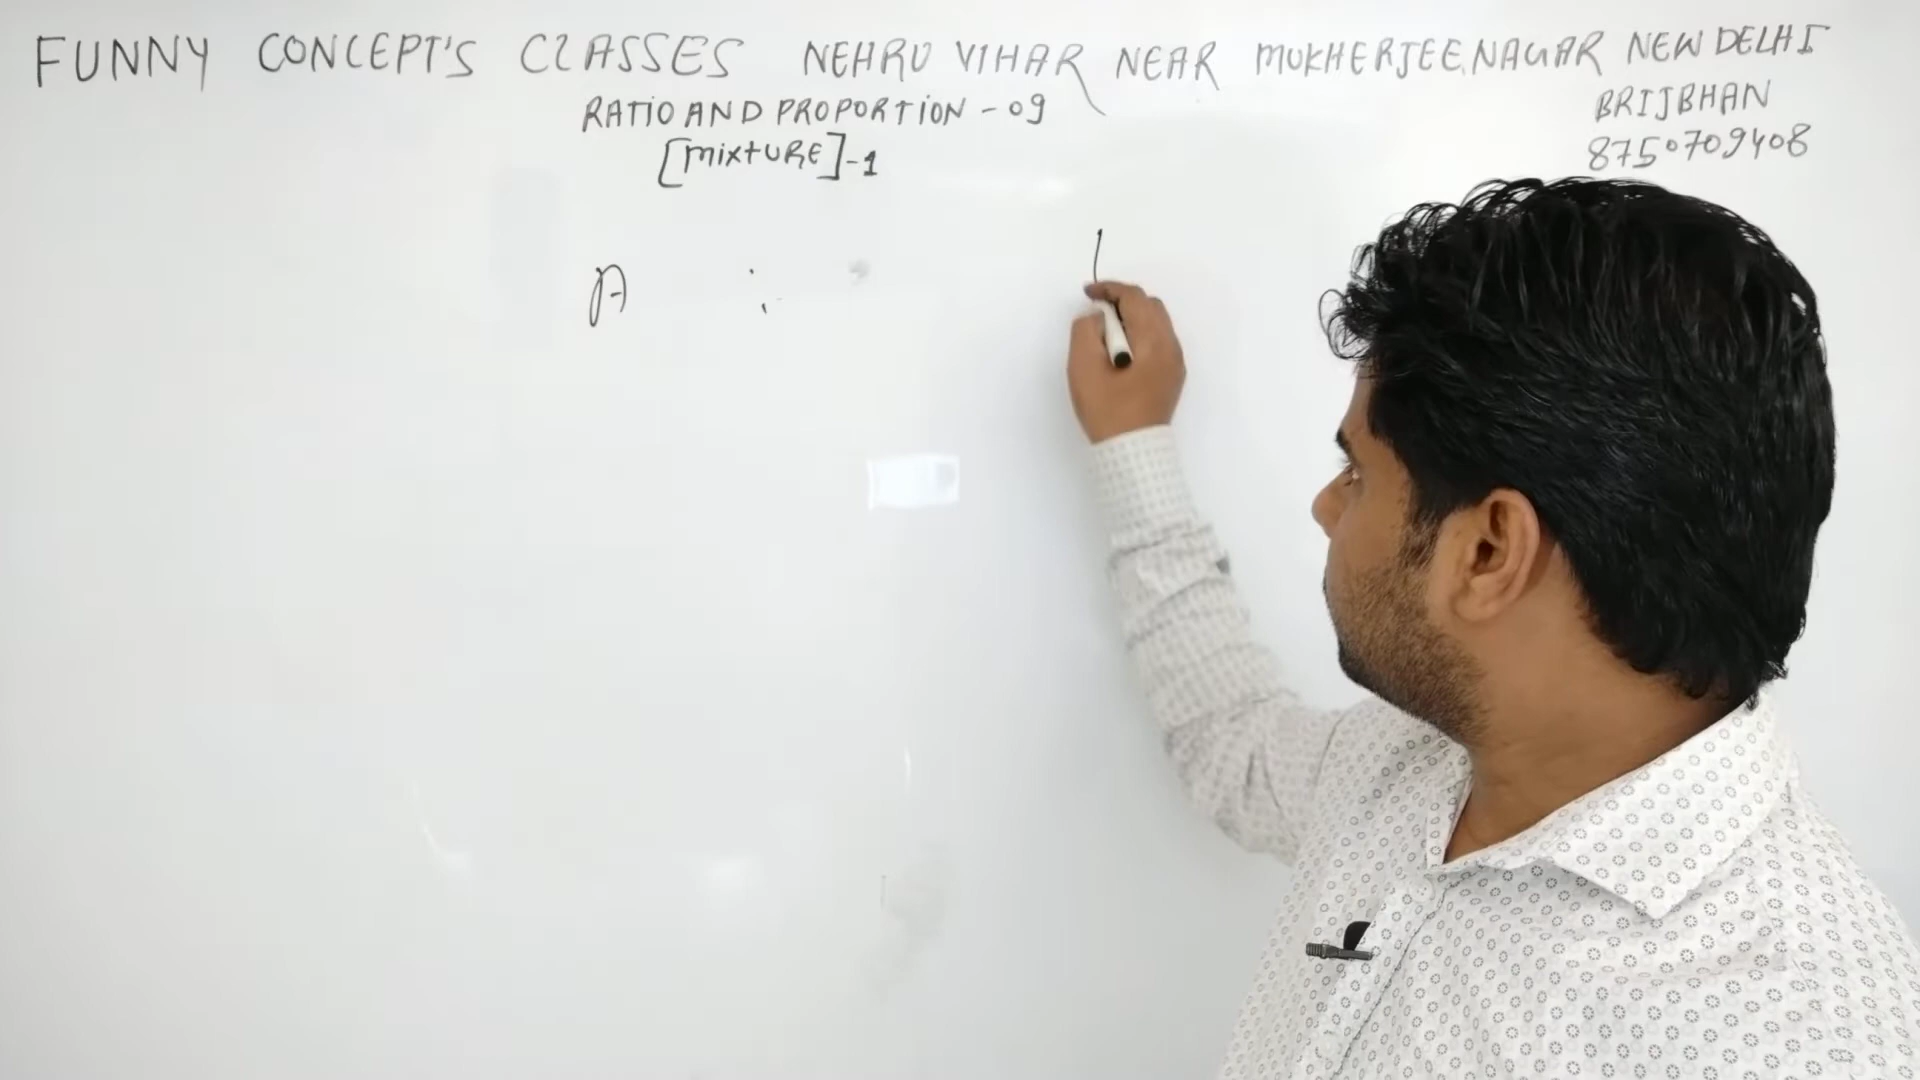 FUNNY CONCEPT'S CLASSES NEHRU VIHAR NEAR MUKHERJEE NAGAR NEW DELHI
RATIO AND PROPORTION - 09
BRIJBHAN
[MIXTURE]-1
8750709408
A :